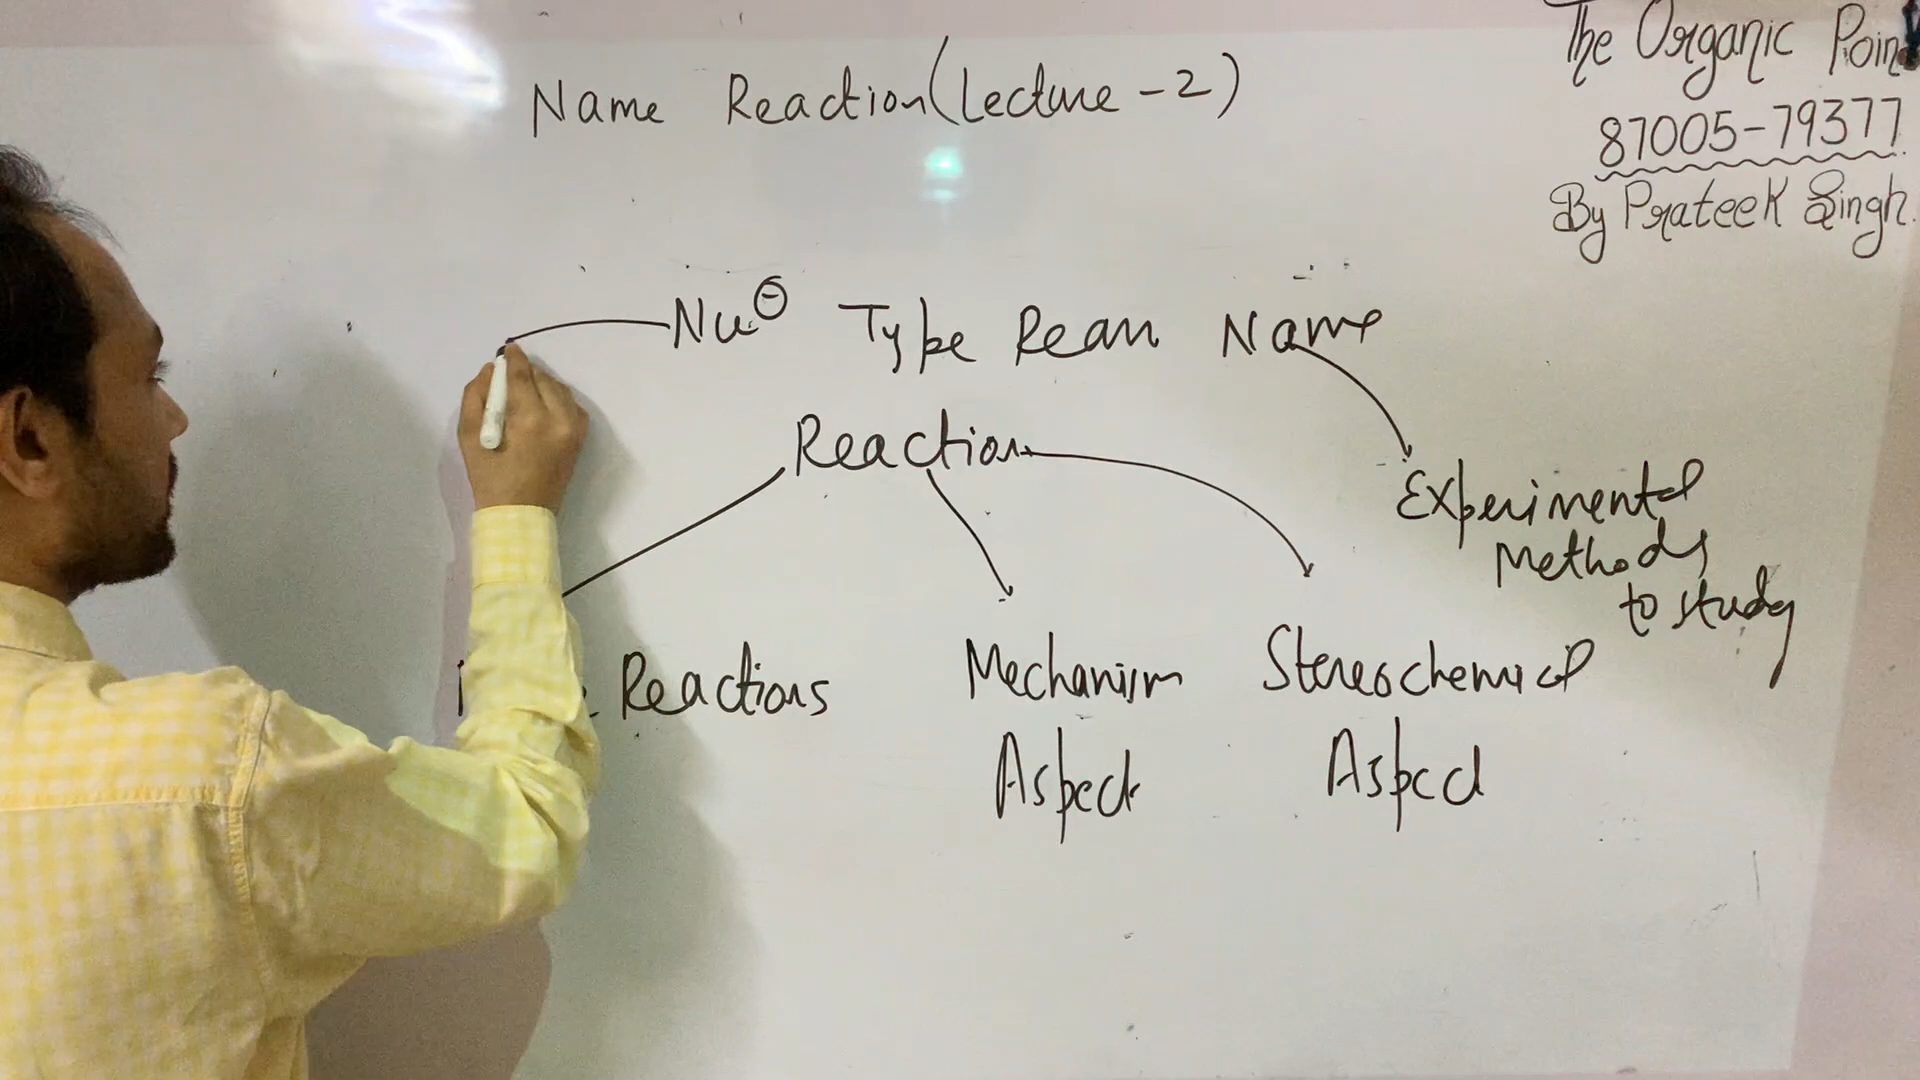 Name Reaction (Lecture - 2)
The Organic Poin
87005-79377
By Prateek Singh.
Nu⊖ Type Rean Name
Reaction
Experimental
Methods
to study
Reactions
Mechanism
Aspect
Stereochemical
Aspect